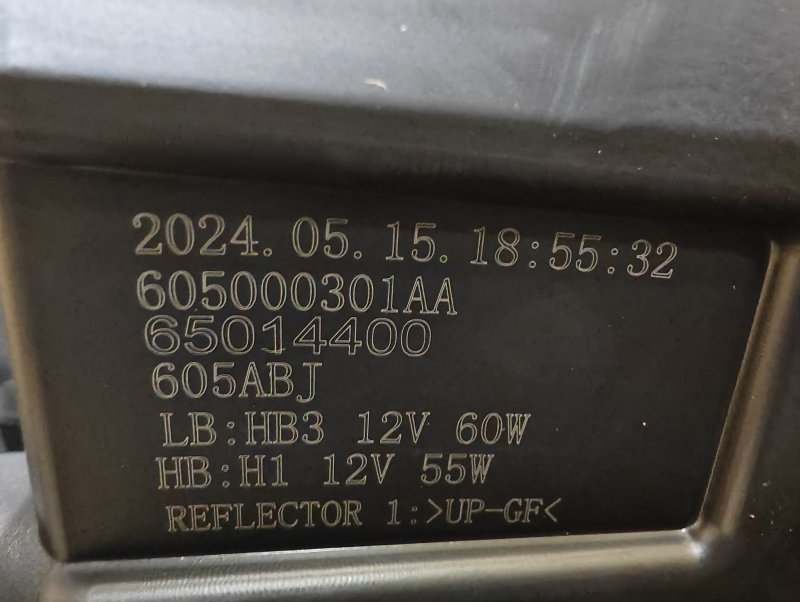 2024.05.15.18:55:32
605000301AA
65014400
605ABJ
LB:HB3 12V 60W
HB:H1 12V 55W
REFLECTOR 1:>UP-GF<